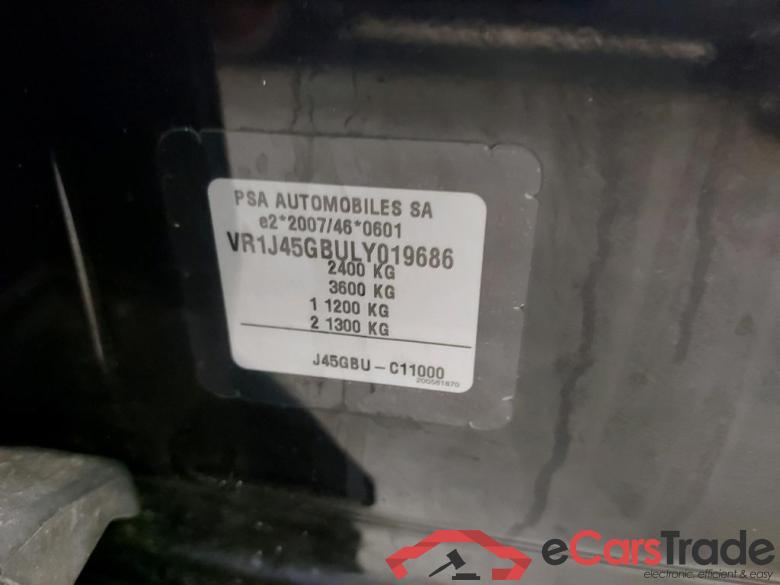 PSA AUTOMOBILES SA
e2*2007/46*0601
VR1J45GBULY019686
2400 KG
3600 KG
1 1200 KG
2 1300 KG
J45GBU - C11000
200581870
eCarsTrade
electronic, efficient & easy